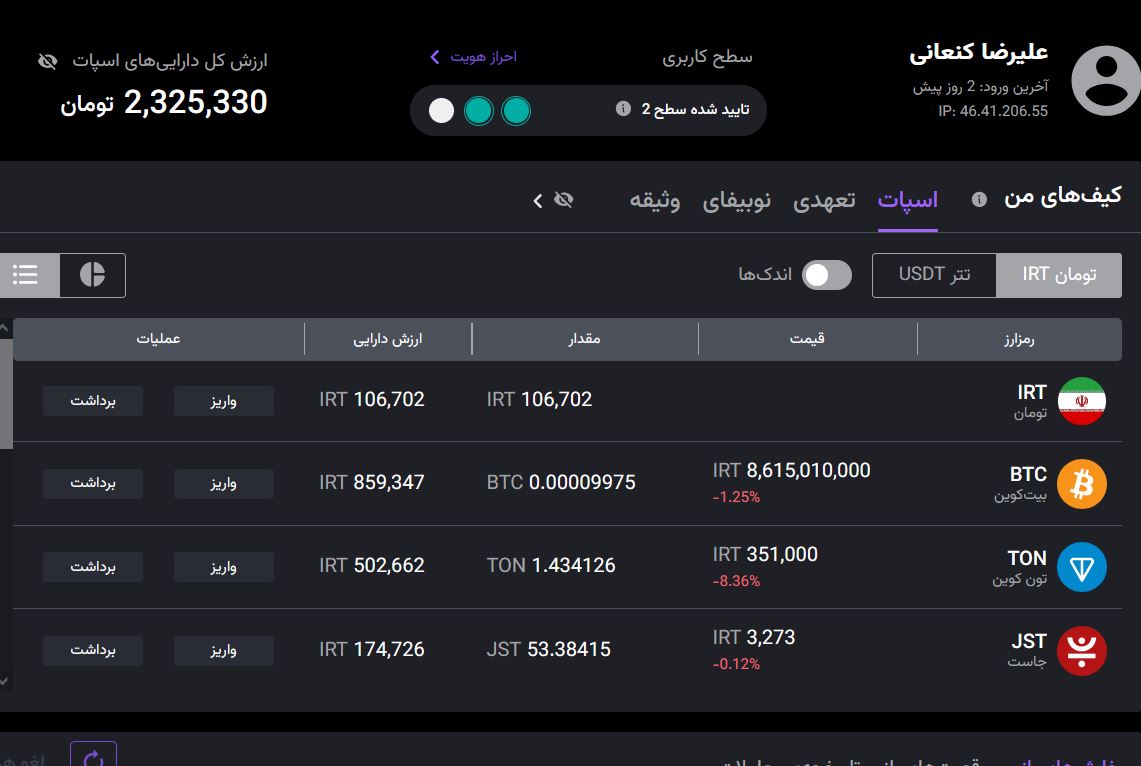 علیرضا کنعانی
آخرین ورود: 2 روز پیش
IP: 46.41.206.55
سطح کاربری
احراز هویت
تایید شده سطح 2
ارزش کل دارایی‌های اسپات
2,325,330 تومان
کیف‌های من
اسپات
تعهدی
نوبیفای
وثیقه
تومان IRT
تتر USDT
اندک‌ها
رمزارز قیمت مقدار ارزش دارایی عملیات
IRT
تومان
IRT 106,702
IRT 106,702
واریز
برداشت
BTC
بیت‌کوین
IRT 8,615,010,000
-1.25%
BTC 0.00009975
IRT 859,347
واریز
برداشت
TON
تون کوین
IRT 351,000
-8.36%
TON 1.434126
IRT 502,662
واریز
برداشت
JST
جاست
IRT 3,273
-0.12%
JST 53.38415
IRT 174,726
واریز
برداشت